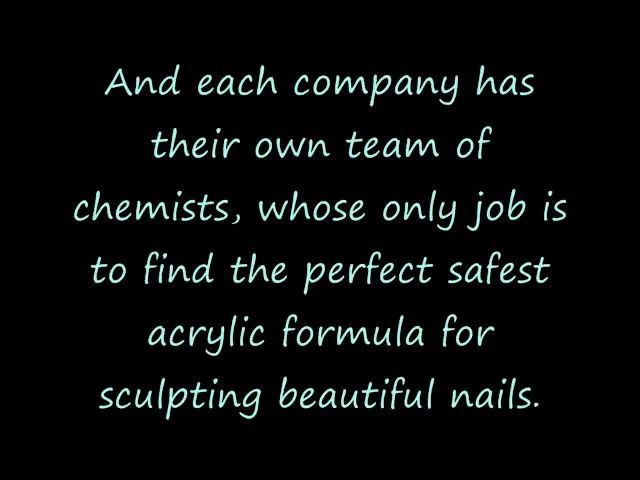 And each company has
their own team of
chemists, whose only job is
to find the perfect safest
acrylic formula for
sculpting beautiful nails.